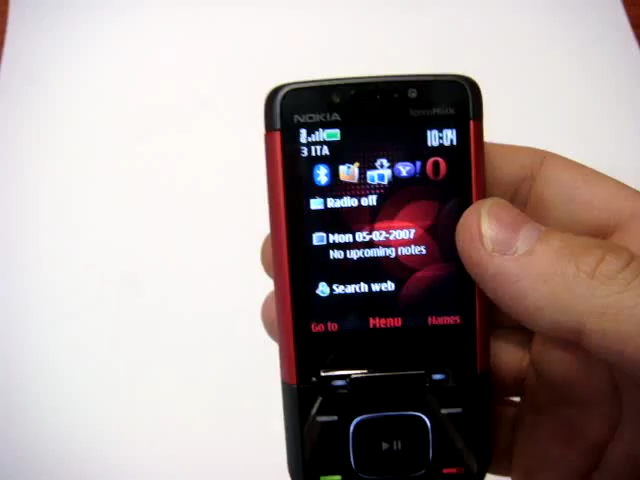 NOKIA XpressMusic
10:04
3 ITA
Y!
Radio off
Mon 05-02-2007
No upcoming notes
Search web
Go to Menu Names